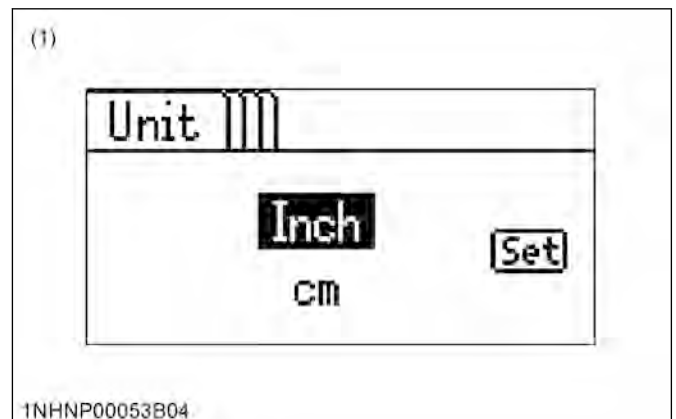 (1)
Unit
Inch
Set
cm
1NHNP00053B04